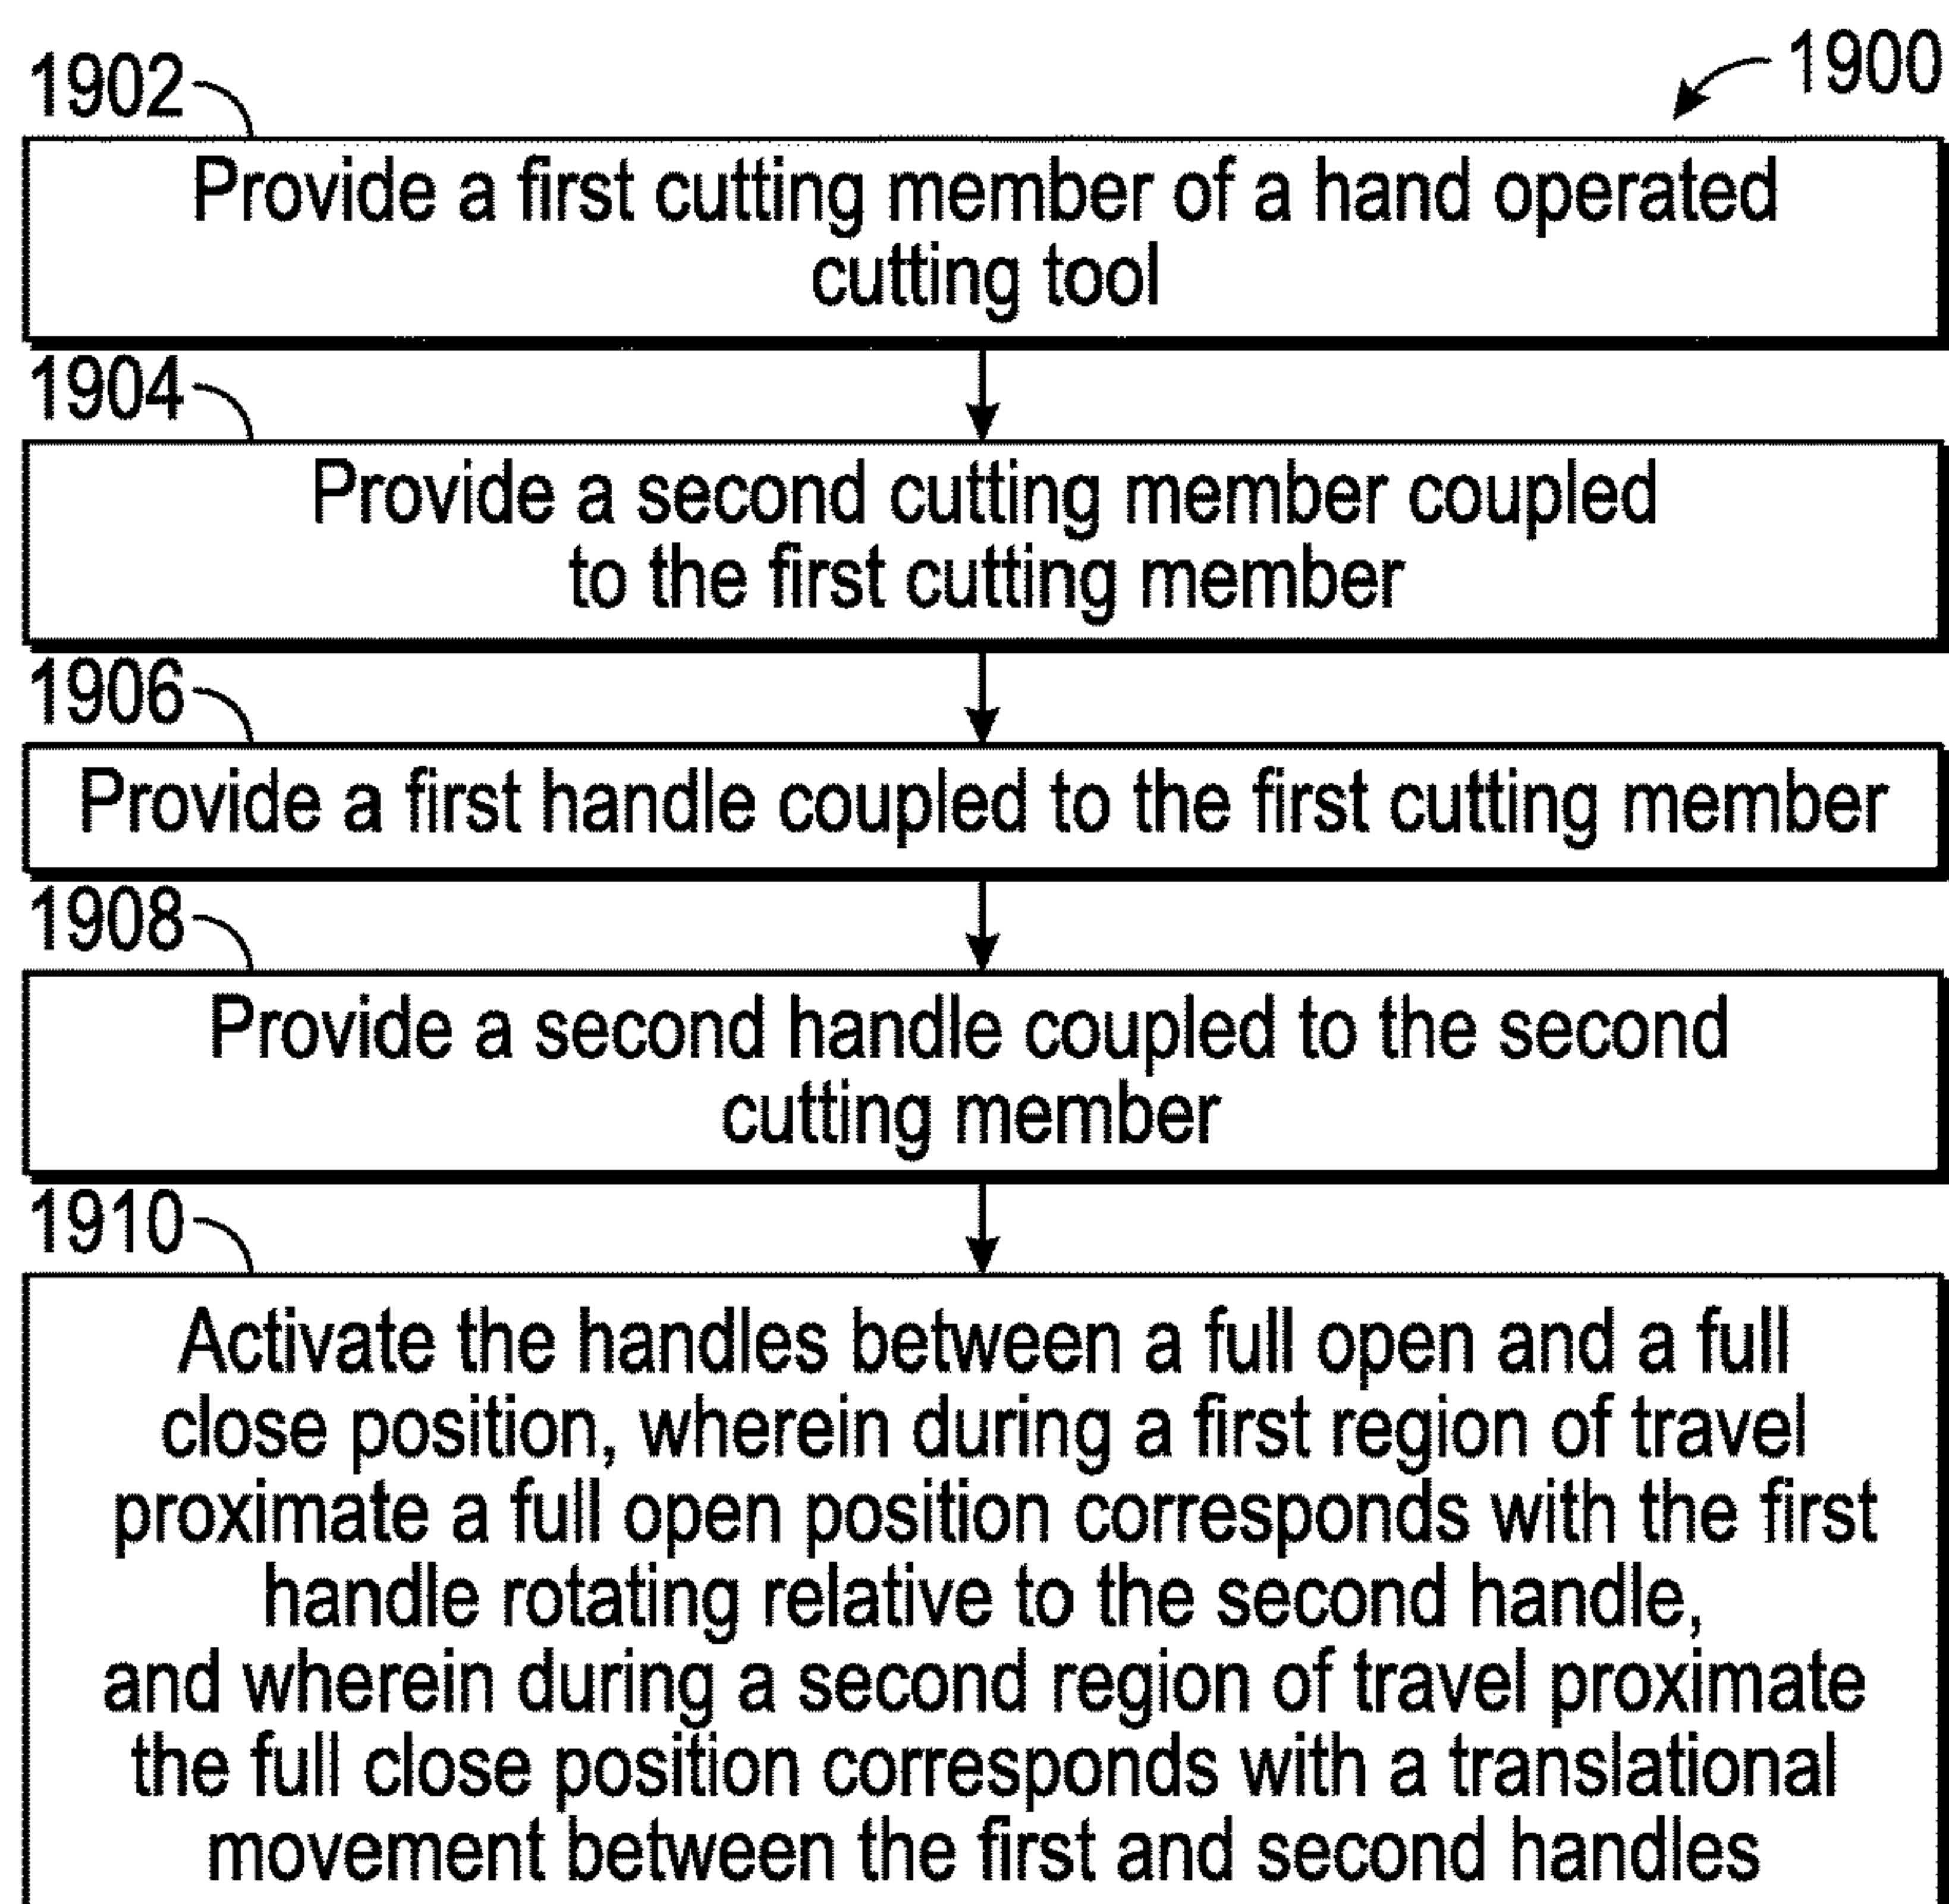 1900
1902
Provide a first cutting member of a hand operated
cutting tool
1904
Provide a second cutting member coupled
to the first cutting member
1906
Provide a first handle coupled to the first cutting member
1908
Provide a second handle coupled to the second
cutting member
1910
Activate the handles between a full open and a full
close position, wherein during a first region of travel
proximate a full open position corresponds with the first
handle rotating relative to the second handle,
and wherein during a second region of travel proximate
the full close position corresponds with a translational
movement between the first and second handles